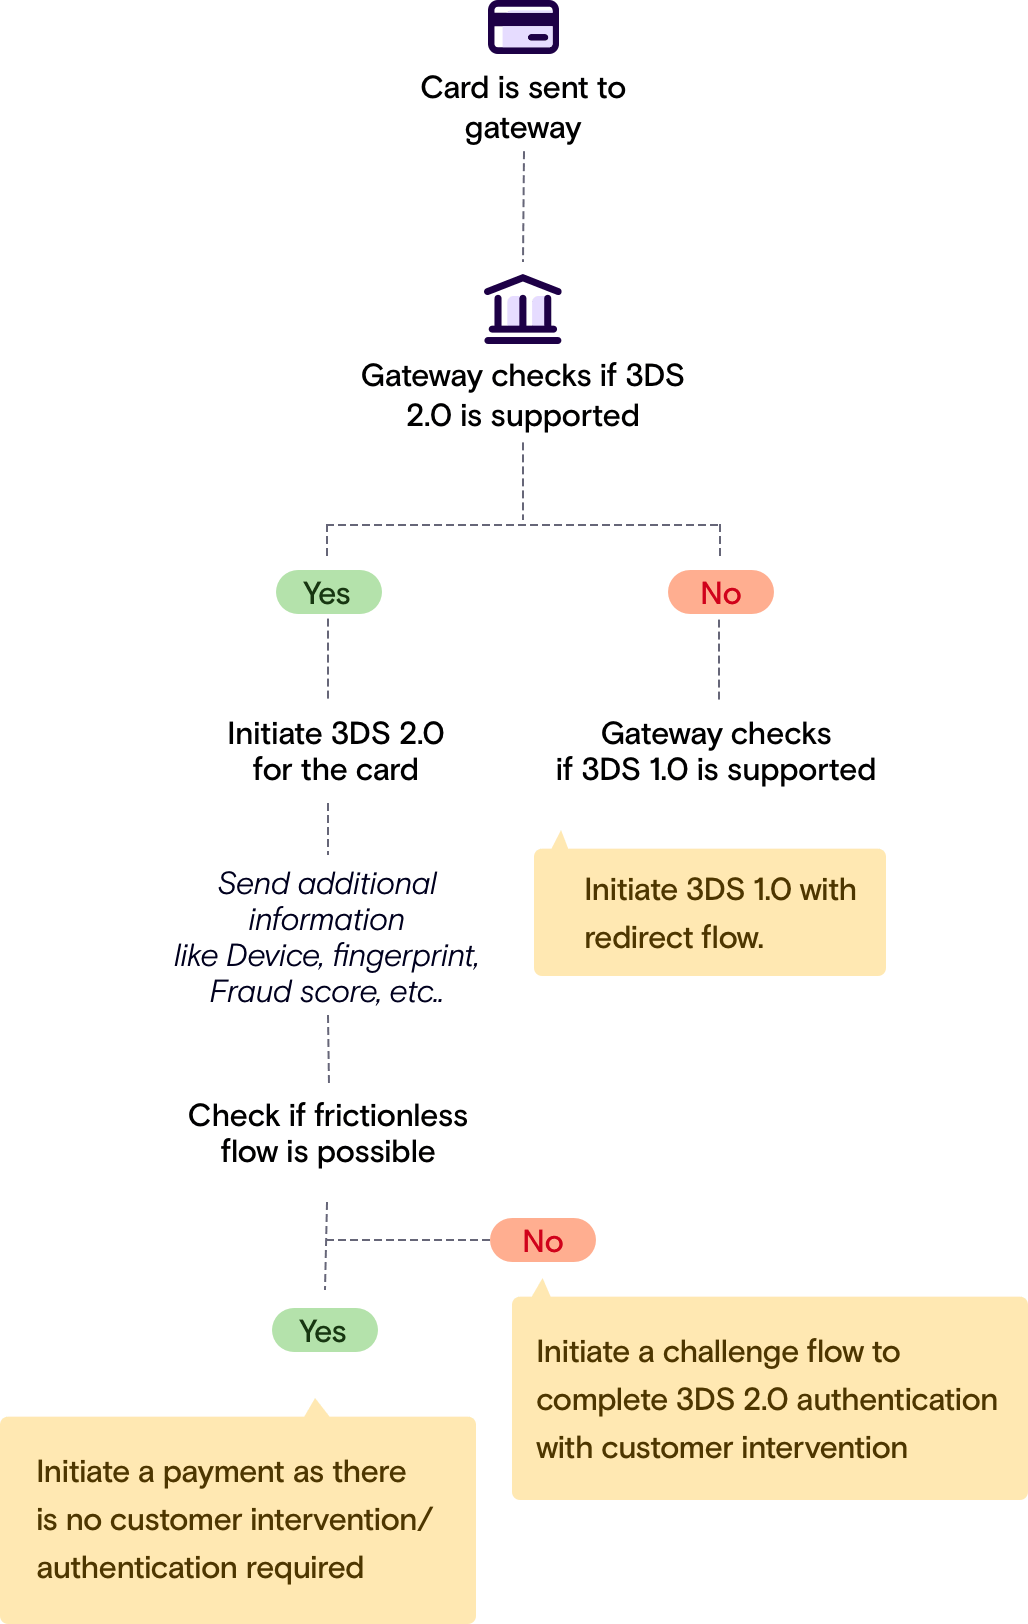 Card is sent to
gateway
Gateway checks if 3DS
2.0 is supported
Yes
No
Initiate 3DS 2.0
for the card
Gateway checks
if 3DS 1.0 is supported
Initiate 3DS 1.0 with
redirect flow.
Send additional
information
like Device, fingerprint,
Fraud score, etc..
Check if frictionless
flow is possible
No
Initiate a challenge flow to
complete 3DS 2.0 authentication
with customer intervention
Yes
Initiate a payment as there
is no customer intervention/
authentication required